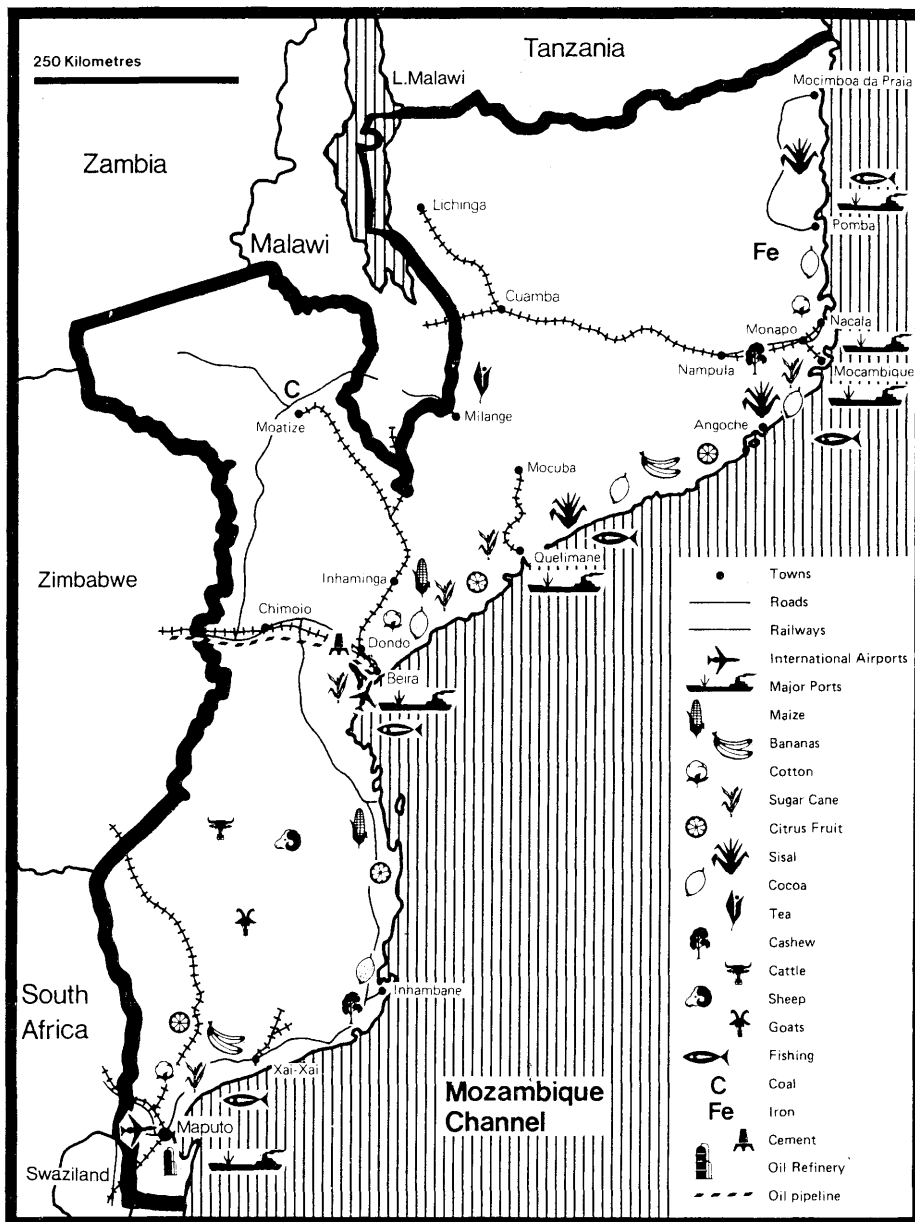 250 Kilometres
Tanzania
L.Malawi
Mocimboa da Praia
Zambia
Lichinga
Pomba
Malawi
Fe
Cuamba
Nacala
Monapo
Nampula
Mocambique
C
Milange
Moatize
Angoche
Mocuba
Zimbabwe
Quelimane
Inhaminga
Chimoio
Dondo
Beira
South
Africa
Inhambane
Xai-Xai
Mozambique
Channel
Maputo
Swaziland
Towns
Roads
Railways
International Airports
Major Ports
Maize
Bananas
Cotton
Sugar Cane
Citrus Fruit
Sisal
Cocoa
Tea
Cashew
Cattle
Sheep
Goats
Fishing
C Coal
Fe Iron
Cement
Oil Refinery
Oil pipeline